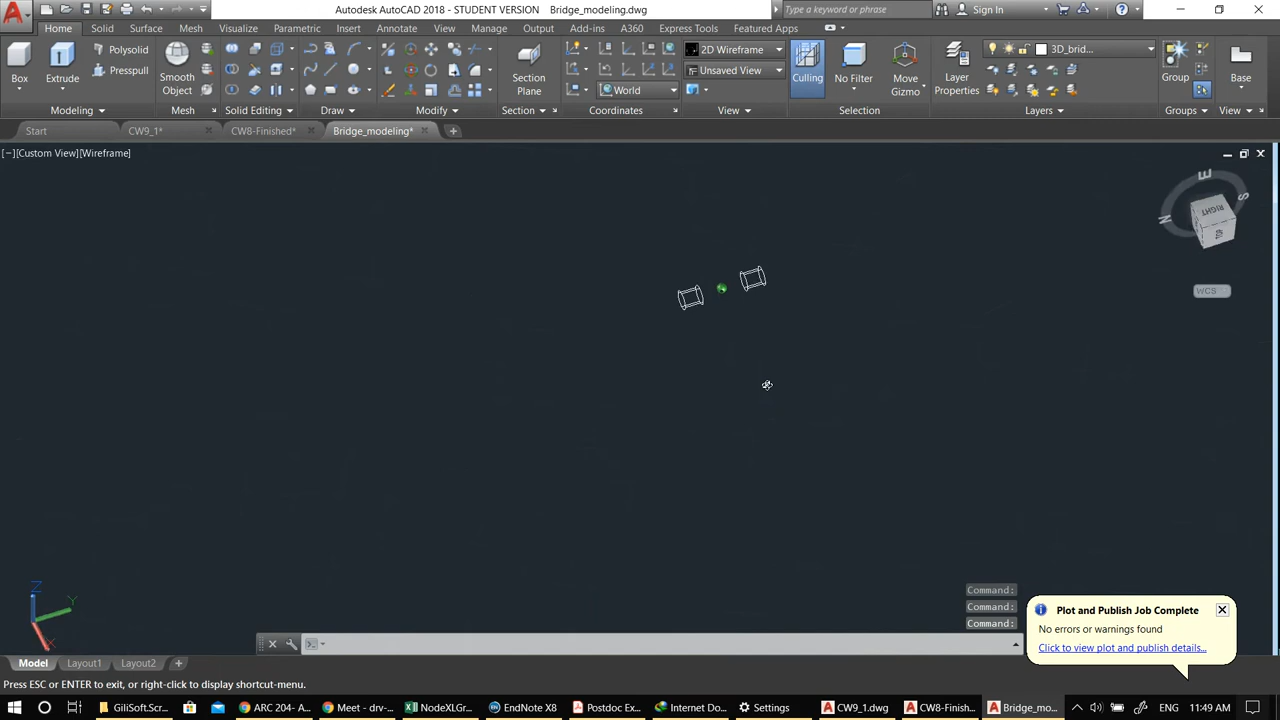 Autodesk AutoCAD 2018 - STUDENT VERSION Bridge_modeling.dwg
Type a keyword or phrase
Sign In
Home Solid Surface Mesh Visualize Parametric Insert Annotate View Manage Output Add-ins A360 Express Tools Featured Apps
Box
Extrude
Polysolid
Presspull
Smooth
Object
Section
Plane
World
2D Wireframe
Unsaved View
Culling
No Filter
Move
Gizmo
Layer
Properties
3D_brid...
Group
Base
Modeling Mesh Solid Editing Draw Modify Section Coordinates View Selection Layers Groups View
Start CW9_1* CW8-Finished* Bridge_modeling*
[−][Custom View][Wireframe]
E
N
S
RIGHT
TOP
WCS
Z
Y
X
Command:
Command:
Command:
Plot and Publish Job Complete
No errors or warnings found
Click to view plot and publish details...
Model Layout1 Layout2
Press ESC or ENTER to exit, or right-click to display shortcut-menu.
GiliSoft.Scr... ARC 204- A... Meet - drv-... NodeXLGr... EndNote X8 Postdoc Ex... Internet Do... Settings CW9_1.dwg CW8-Finish... Bridge_mo... ENG 11:49 AM